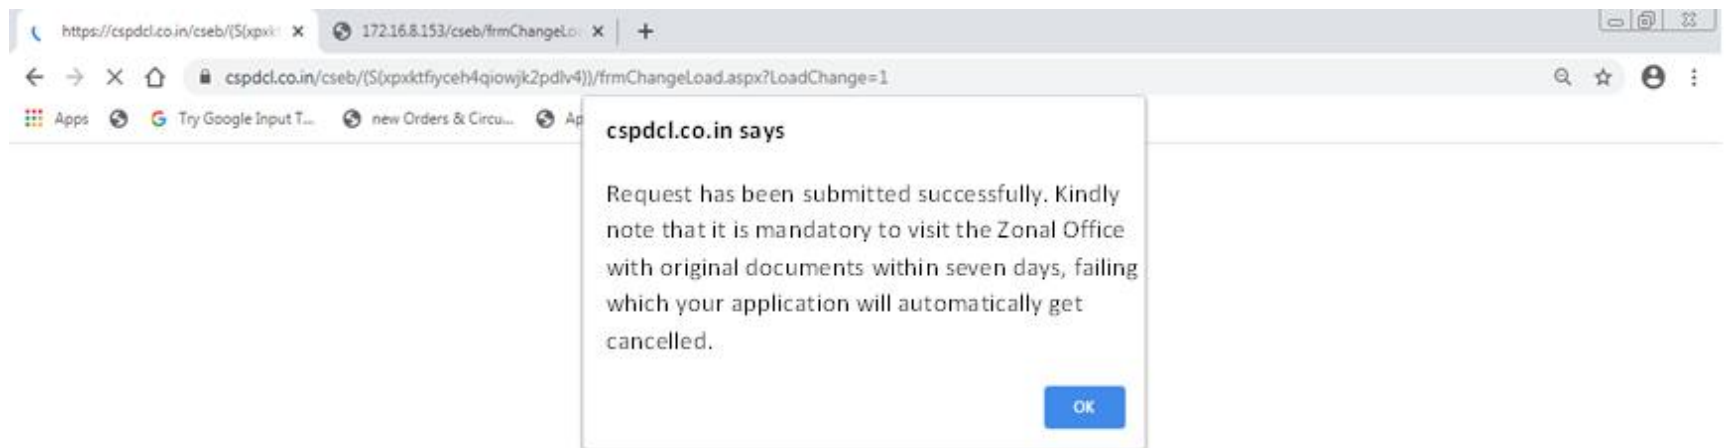 https://cspdcl.co.in/cseb/(S(xpxkt 172.16.8.153/cseb/frmChangeLo
cspdcl.co.in/cseb/(S(xpxktfiyceh4qiowjk2pdlv4))/frmChangeLoad.aspx?LoadChange=1
Apps Try Google Input T... new Orders & Circu... Ap
cspdcl.co.in says
Request has been submitted successfully. Kindly
note that it is mandatory to visit the Zonal Office
with original documents within seven days, failing
which your application will automatically get
cancelled.
OK